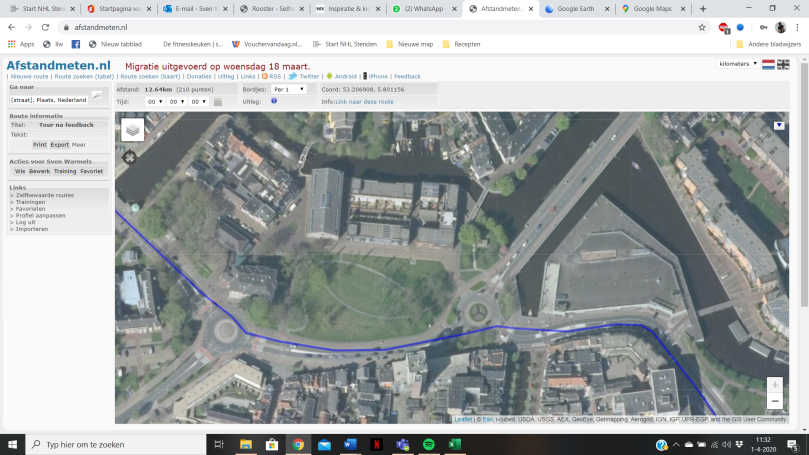 Start NHL Stend
Startpagina va
E-mail - Sven W
Rooster - Selfs
Inspiratie & k
(2) WhatsApp
Afstandmeten.
Google Earth
Google Maps
afstandmeten.nl
Apps
ilw
Nieuw tabblad
De fitnesskeuken | s...
Vouchervandaag.nl...
Start NHL Stenden
Nieuwe map
Recepten
Andere bladwijzers
Afstandmeten.nl
Migratie uitgevoerd op woensdag 18 maart.
kilometers
| Nieuwe route | Route zoeken (tabel) | Route zoeken (kaart) | Donaties | Uitleg | Links | RSS | Twitter | Android | iPhone | Feedback
Ga naar
[straat], Plaats, Nederland
Afstand: 12.64km (210 punten)
Bordjes: Per 1
Coord: 53.206908, 5.801156
Tijd: 00 00 00
Uitleg:
Info: Link naar deze route
Route informatie
Titel: Tour na feedback
Tekst:
Print Export Meer
Acties voor Sven Warmels
Wis Bewerk Training Favoriet
Links
> Zelfbewaarde routes
> Trainingen
> Favorieten
> Profiel aanpassen
> Log uit
> Importeren
+
−
Leaflet | © Esri, i-cubed, USDA, USGS, AEX, GeoEye, Getmapping, Aerogrid, IGN, IGP, UPR-EGP, and the GIS User Community
Typ hier om te zoeken
11:32
1-4-2020